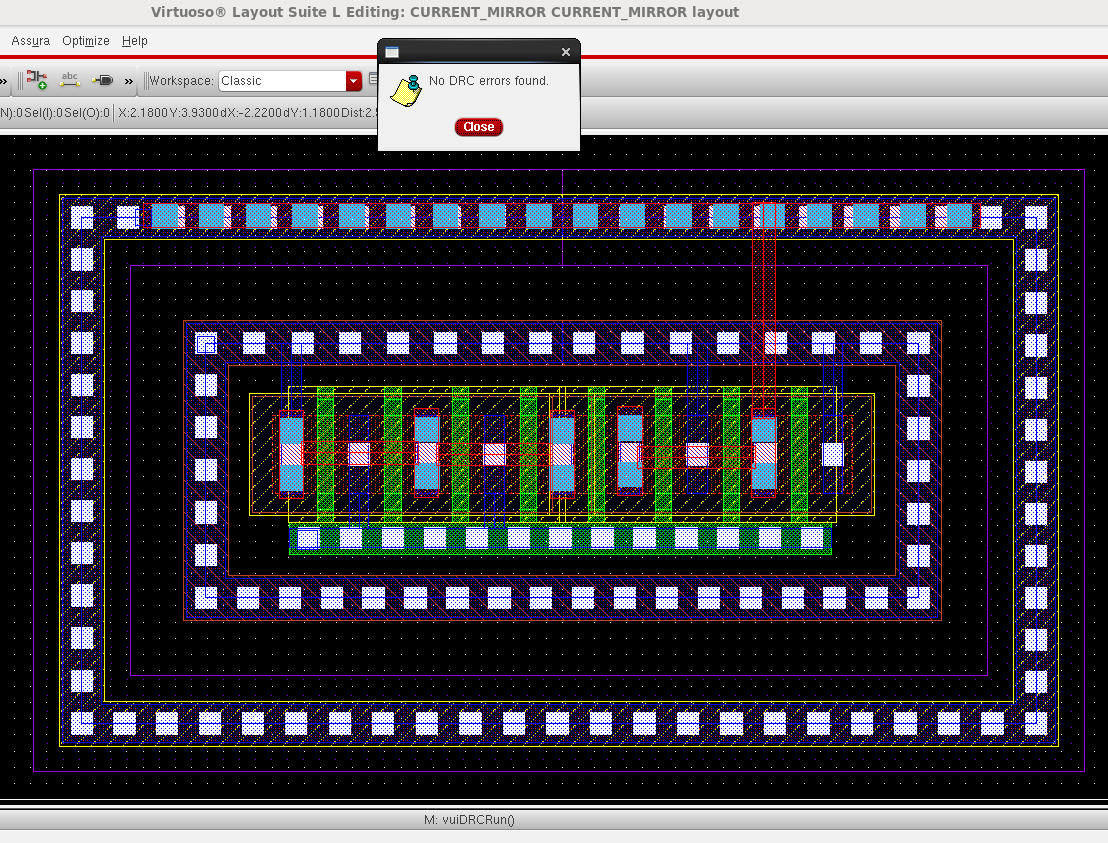 Virtuoso® Layout Suite L Editing: CURRENT_MIRROR CURRENT_MIRROR layout
Assura Optimize Help
No DRC errors found.
Close
» abc » Workspace: Classic
N):0 Sel(I):0 Sel(O):0 X:2.1800 Y:3.9300 dX:-2.2200 dY:1.1800 Dist:2.
M: vuiDRCRun()